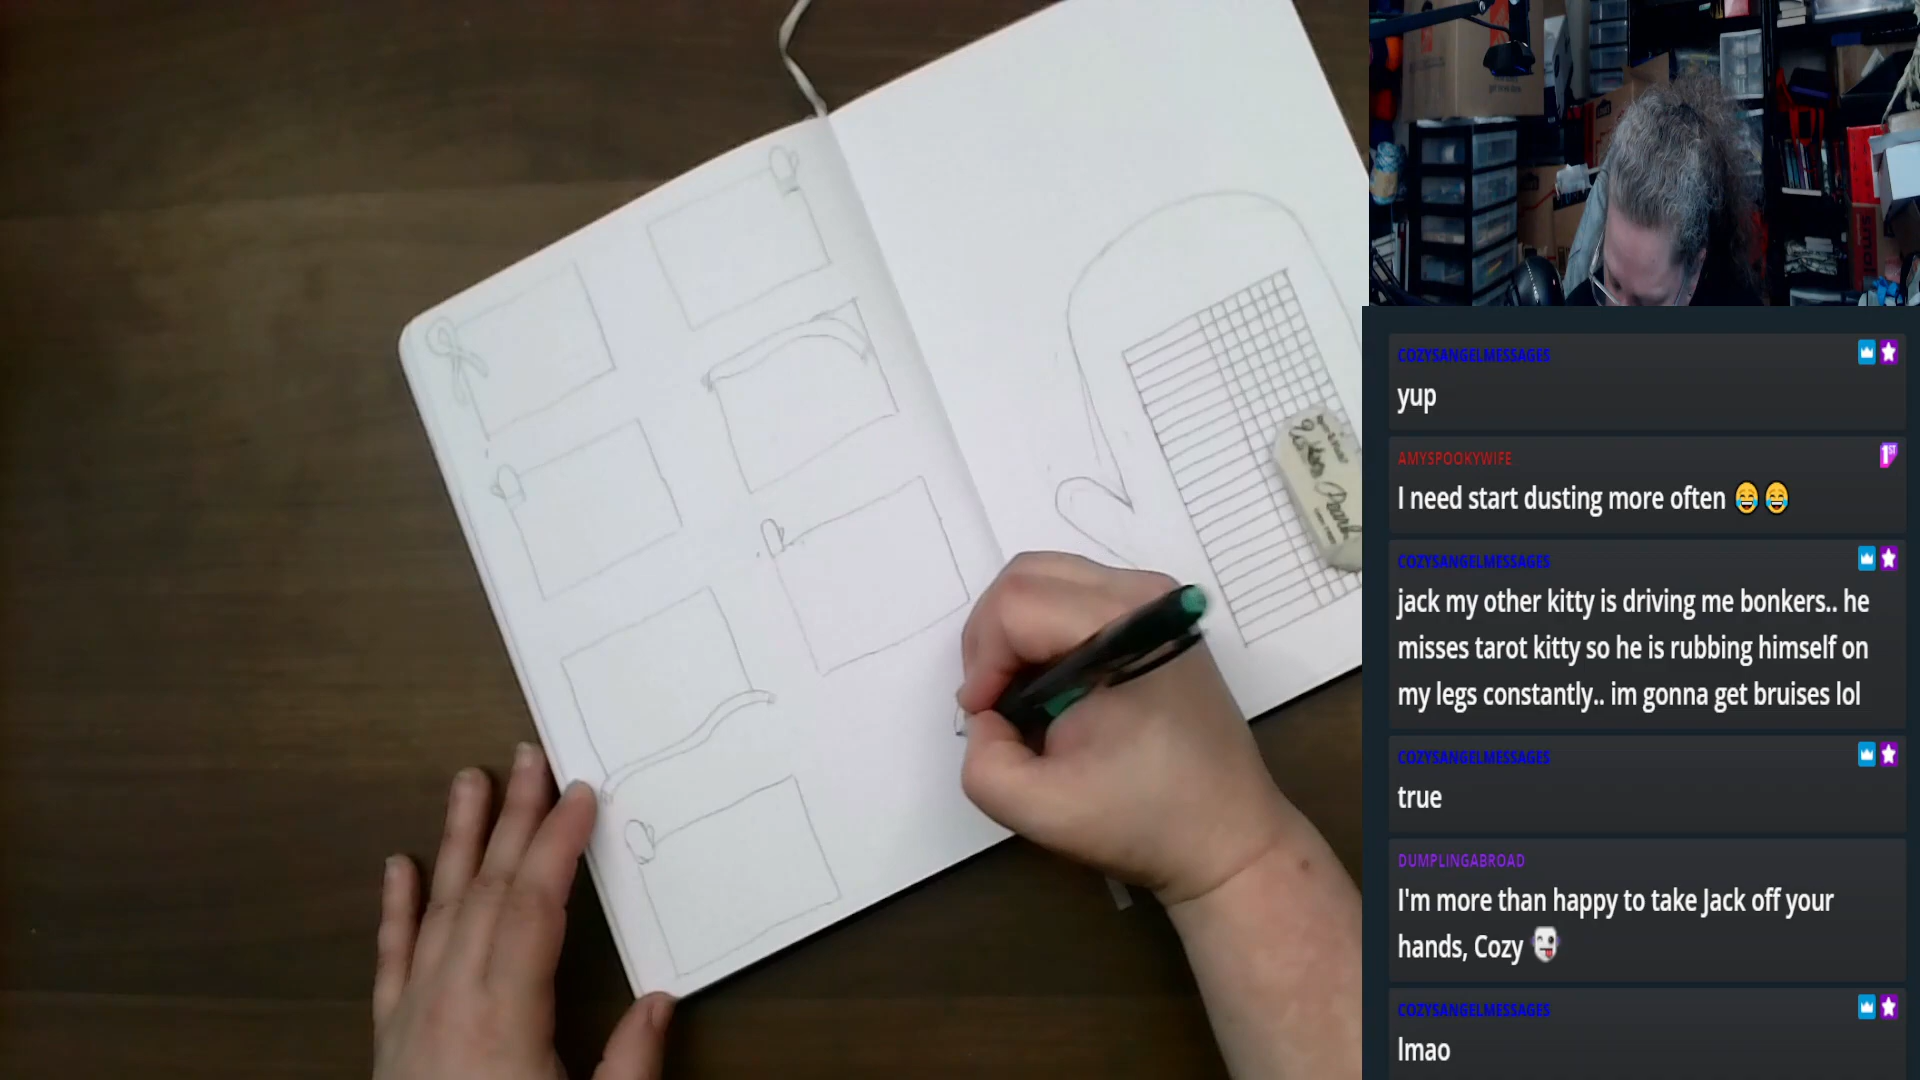 COZYSANGELMESSAGES
yup
AMYSPOOKYWIFE
1ST
I need start dusting more often 😂 😂
COZYSANGELMESSAGES
jack my other kitty is driving me bonkers.. he
misses tarot kitty so he is rubbing himself on
my legs constantly.. im gonna get bruises lol
COZYSANGELMESSAGES
true
DUMPLINGABROAD
I'm more than happy to take Jack off your
hands, Cozy
COZYSANGELMESSAGES
lmao
Pearl